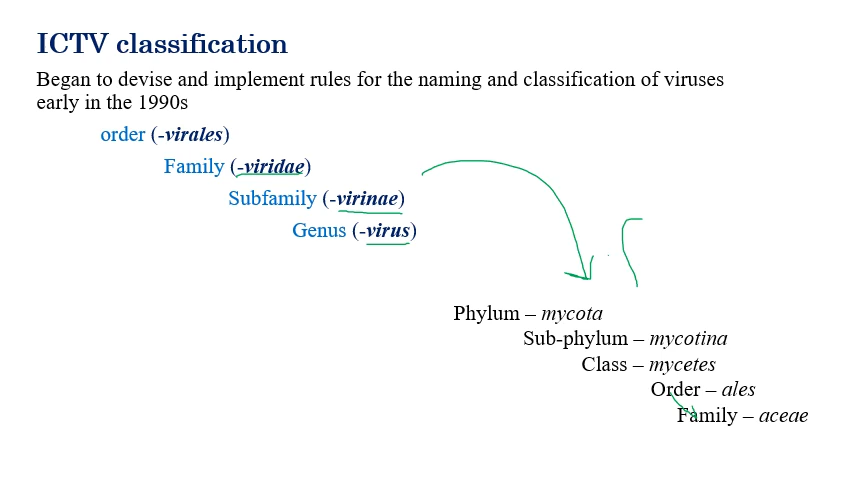 ICTV classification
Began to devise and implement rules for the naming and classification of viruses
early in the 1990s
order (-virales)
Family (-viridae)
Subfamily (-virinae)
Genus (-virus)
Phylum – mycota
Sub-phylum – mycotina
Class – mycetes
Order – ales
Family – aceae